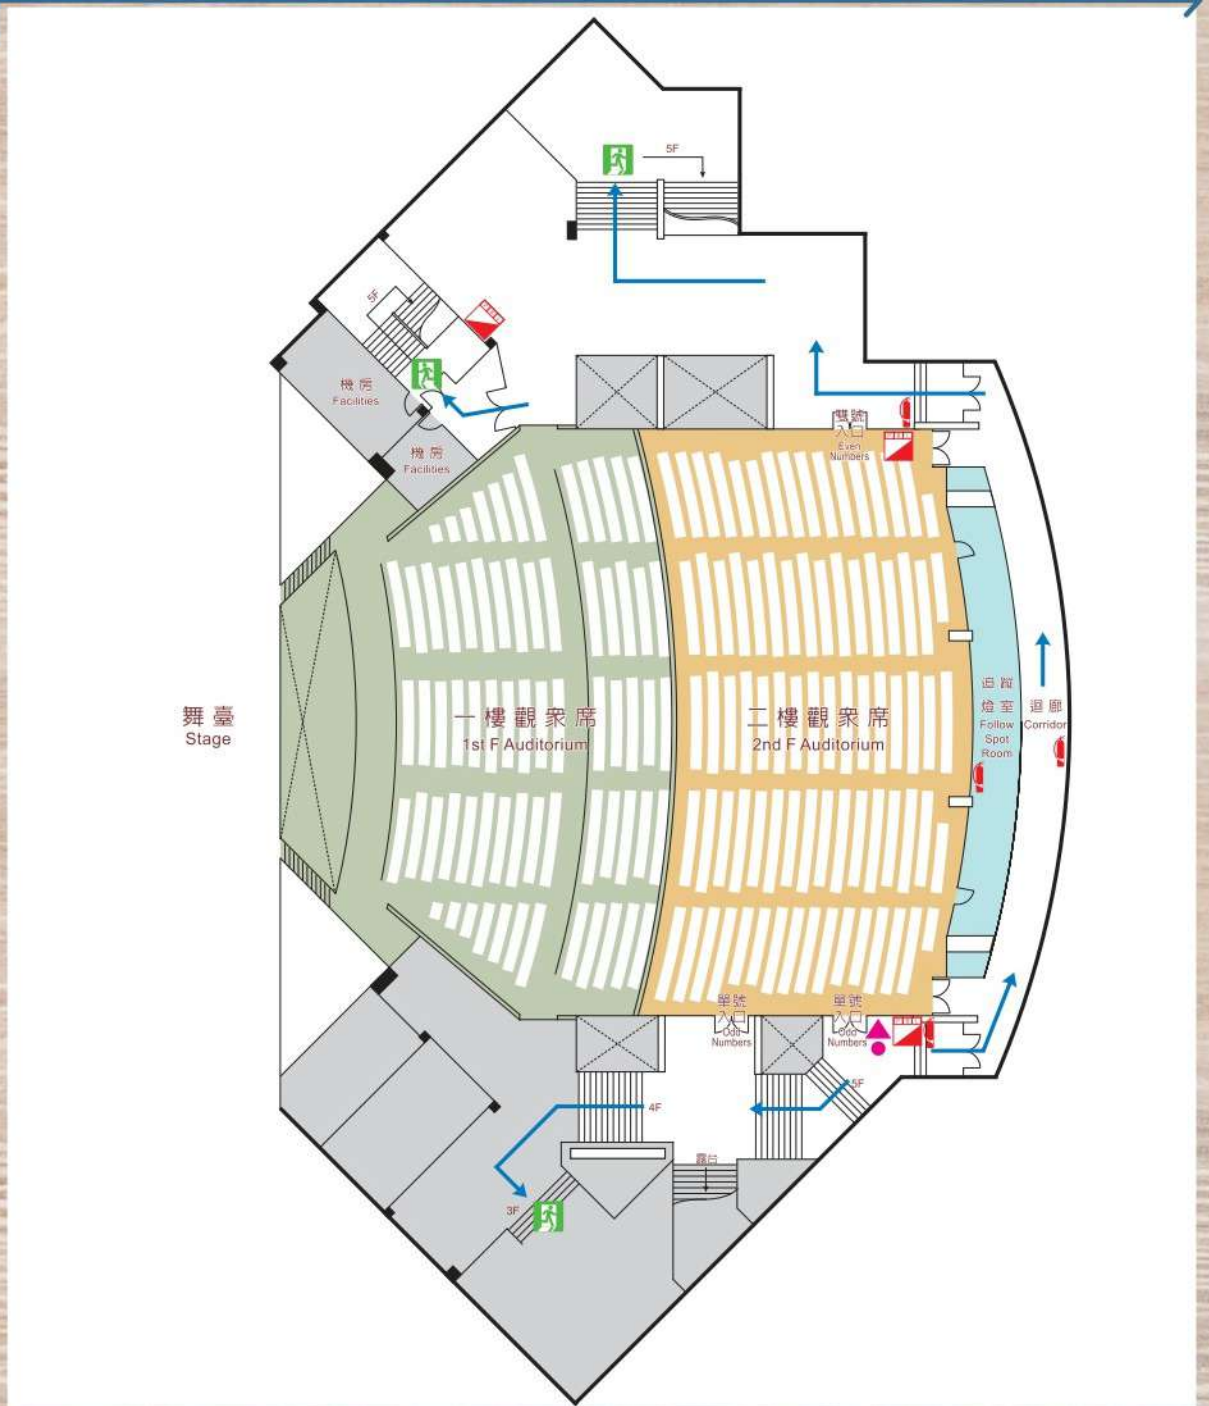 5F
5F
機房
Facilities
機房
Facilities
雙號
入口
Even
Numbers
舞臺
Stage
一樓觀眾席
1st F Auditorium
二樓觀眾席
2nd F Auditorium
追蹤
燈室
Follow
Spot
Room
迴廊
Corridor
單號
入口
Odd
Numbers
單號
入口
Odd
Numbers
5F
4F
露台
3F